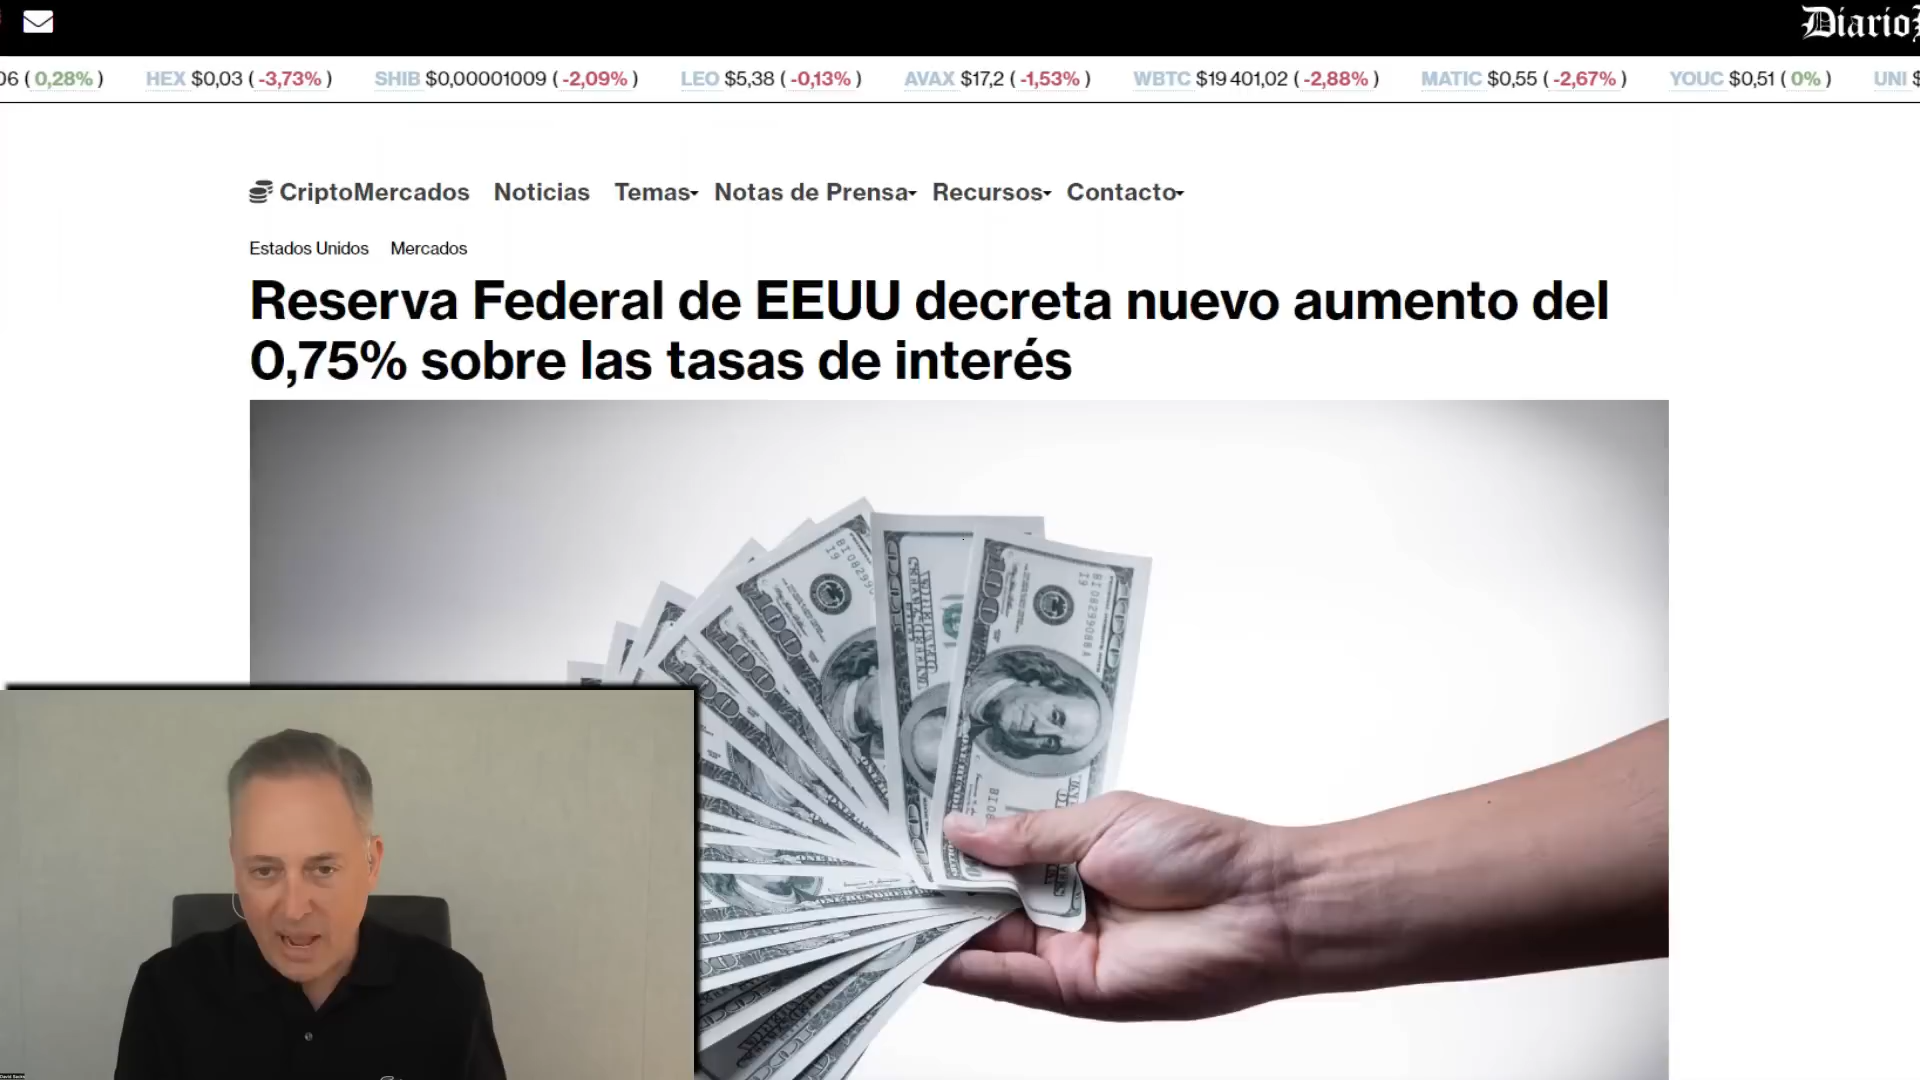 Diario
06 ( 0,28% ) HEX $0,03 ( -3,73% ) SHIB $0,00001009 ( -2,09% ) LEO $5,38 ( -0,13% ) AVAX $17,2 ( -1,53% ) WBTC $19 401,02 ( -2,88% ) MATIC $0,55 ( -2,67% ) YOUC $0,51 ( 0% ) UNI $
CriptoMercados Noticias Temas Notas de Prensa Recursos Contacto
Estados Unidos Mercados
Reserva Federal de EEUU decreta nuevo aumento del
0,75% sobre las tasas de interés